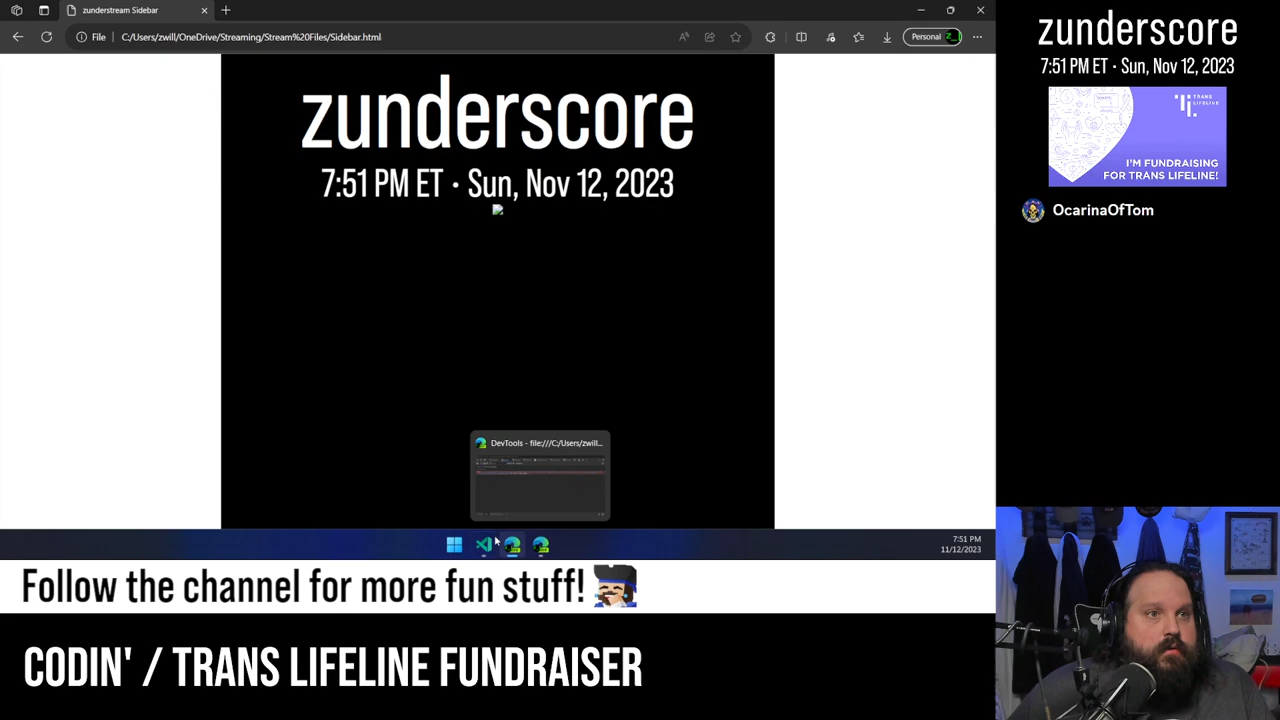 zunderstream Sidebar
File
C:/Users/zwill/OneDrive/Streaming/Stream%20Files/Sidebar.html
Personal
zunderscore
7:51 PM ET · Sun, Nov 12, 2023
DevTools - file:///C:/Users/zwill...
7:51 PM
11/12/2023
Follow the channel for more fun stuff!
CODIN' / TRANS LIFELINE FUNDRAISER
zunderscore
7:51 PM ET · Sun, Nov 12, 2023
TRANS
LIFELINE
I'M FUNDRAISING
FOR TRANS LIFELINE!
OcarinaOfTom